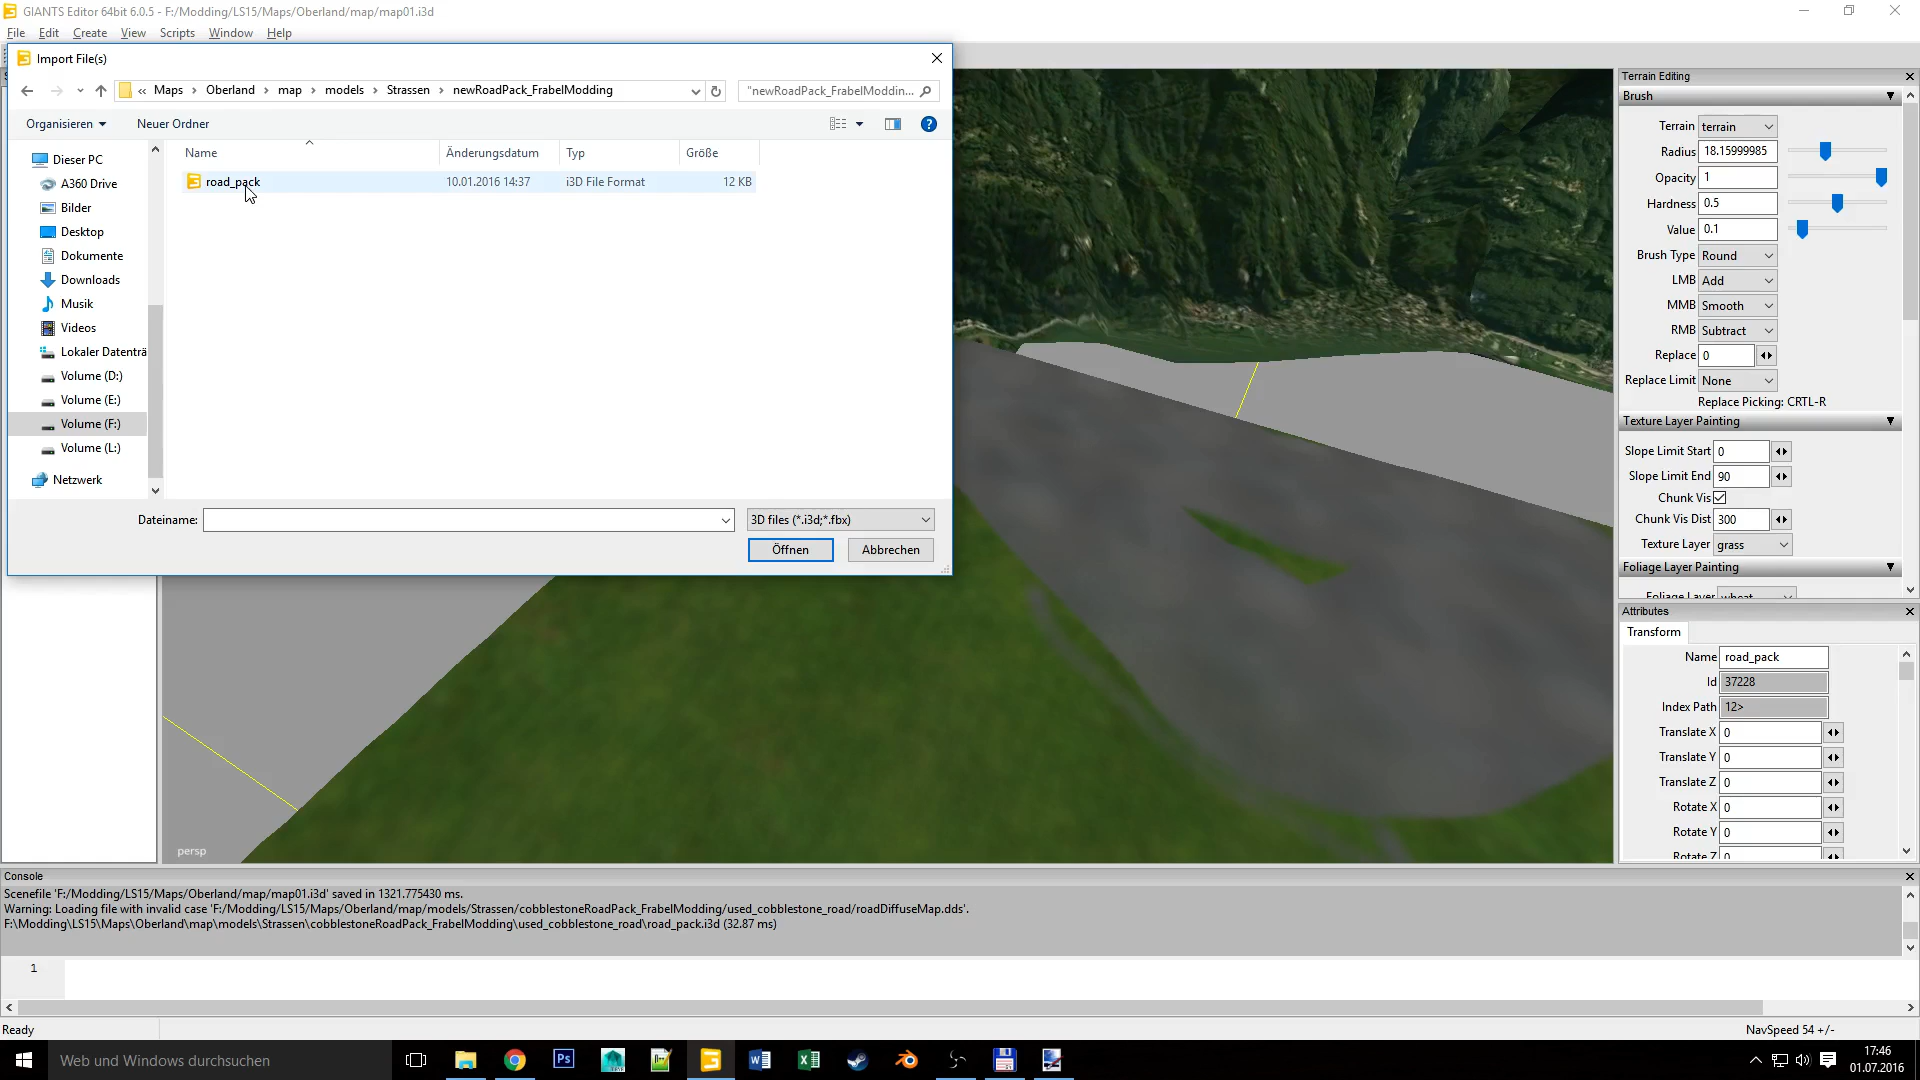 GIANTS Editor 64bit 6.0.5 - F:/Modding/LS15/Maps/Oberland/map/map01.i3d
File Edit Create View Scripts Window Help
Import File(s)
« Maps › Oberland › map › models › Strassen › newRoadPack_FrabelModding
"newRoadPack_FrabelModdin...
Organisieren Neuer Ordner
Name Änderungsdatum Typ Größe
road_pack 10.01.2016 14:37 i3D File Format 12 KB
Dieser PC
A360 Drive
Bilder
Desktop
Dokumente
Downloads
Musik
Videos
Lokaler Datenträ
Volume (D:)
Volume (E:)
Volume (F:)
Volume (L:)
Netzwerk
Dateiname:
3D files (*.i3d;*.fbx)
Öffnen Abbrechen
persp
Terrain Editing
Brush
Terrain terrain
Radius 18.15999985
Opacity 1
Hardness 0.5
Value 0.1
Brush Type Round
LMB Add
MMB Smooth
RMB Subtract
Replace 0
Replace Limit None
Replace Picking: CRTL-R
Texture Layer Painting
Slope Limit Start 0
Slope Limit End 90
Chunk Vis
Chunk Vis Dist 300
Texture Layer grass
Foliage Layer Painting
Foliage Layer wheat
Attributes
Transform
Name road_pack
Id 37228
Index Path 12>
Translate X 0
Translate Y 0
Translate Z 0
Rotate X 0
Rotate Y 0
Rotate Z 0
Console
Scenefile 'F:/Modding/LS15/Maps/Oberland/map/map01.i3d' saved in 1321.775430 ms.
Warning: Loading file with invalid case 'F:/Modding/LS15/Maps/Oberland/map/models/Strassen/cobblestoneRoadPack_FrabelModding/used_cobblestone_road/roadDiffuseMap.dds'.
F:\Modding\LS15\Maps\Oberland\map\models\Strassen\cobblestoneRoadPack_FrabelModding\used_cobblestone_road\road_pack.i3d (32.87 ms)
1
Ready
NavSpeed 54 +/-
Web und Windows durchsuchen
17:46
01.07.2016